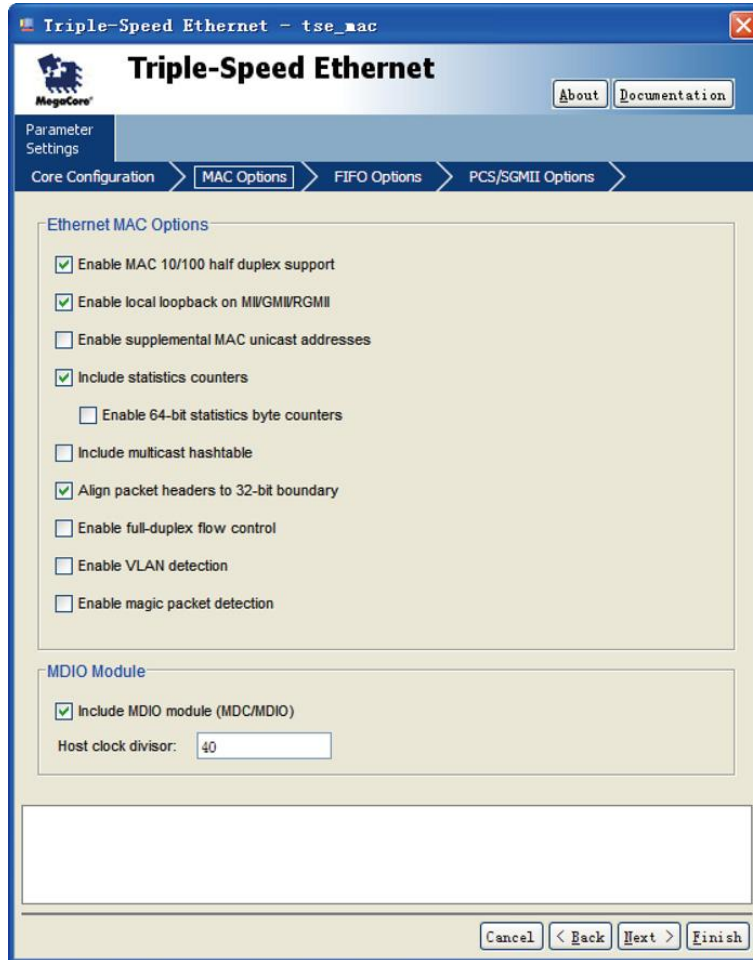 Triple-Speed Ethernet - tse_mac
Triple-Speed Ethernet
MegaCore®
About
Documentation
Parameter
Settings
Core Configuration
MAC Options
FIFO Options
PCS/SGMII Options
Ethernet MAC Options
Enable MAC 10/100 half duplex support
Enable local loopback on MII/GMII/RGMII
Enable supplemental MAC unicast addresses
Include statistics counters
Enable 64-bit statistics byte counters
Include multicast hashtable
Align packet headers to 32-bit boundary
Enable full-duplex flow control
Enable VLAN detection
Enable magic packet detection
MDIO Module
Include MDIO module (MDC/MDIO)
Host clock divisor: 40
Cancel
< Back
Next >
Finish